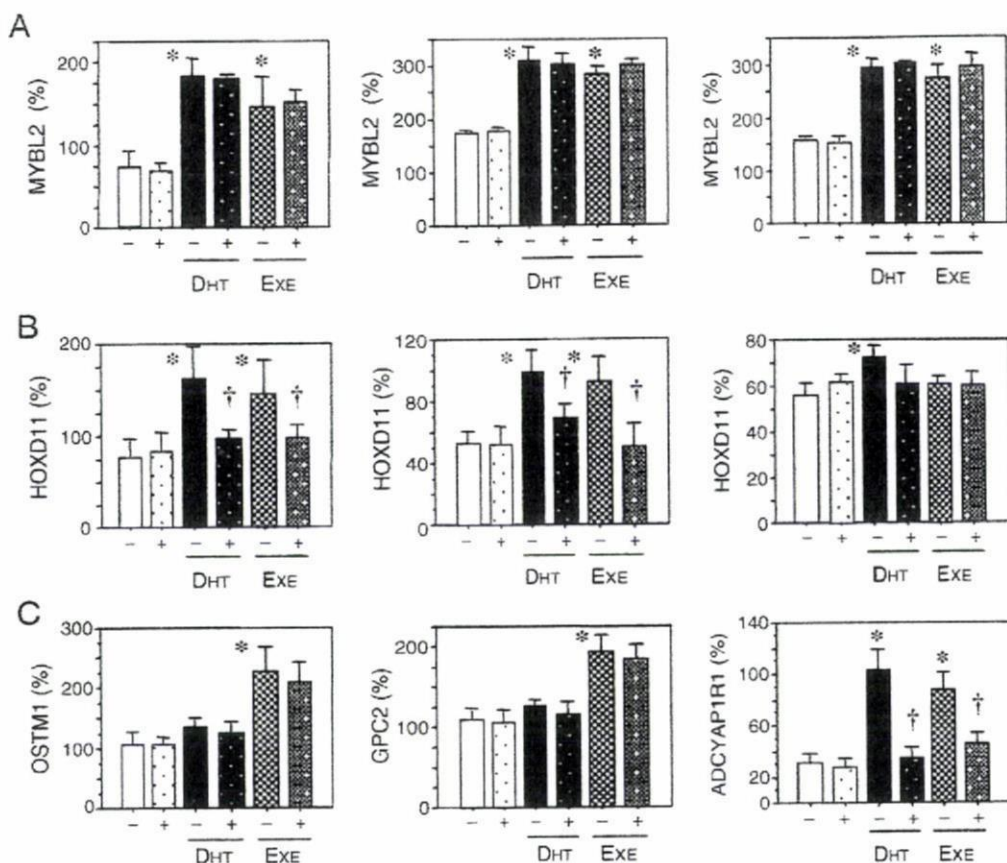 A
MYBL2 (%)
200
100
0
*
*
− + − + − +
DHT EXE
MYBL2 (%)
300
200
100
0
*
*
− + − + − +
DHT EXE
MYBL2 (%)
300
200
100
0
*
*
− + − + − +
DHT EXE
B
HOXD11 (%)
200
100
0
*
*
† †
− + − + − +
DHT EXE
HOXD11 (%)
120
80
40
0
*
*
† †
− + − + − +
DHT EXE
HOXD11 (%)
80
60
40
20
0
*
− + − + − +
DHT EXE
C
OSTM1 (%)
300
200
100
0
*
− + − + − +
DHT EXE
GPC2 (%)
200
100
0
*
− + − + − +
DHT EXE
ADCYAP1R1 (%)
140
100
60
20
0
*
*
† †
− + − + − +
DHT EXE